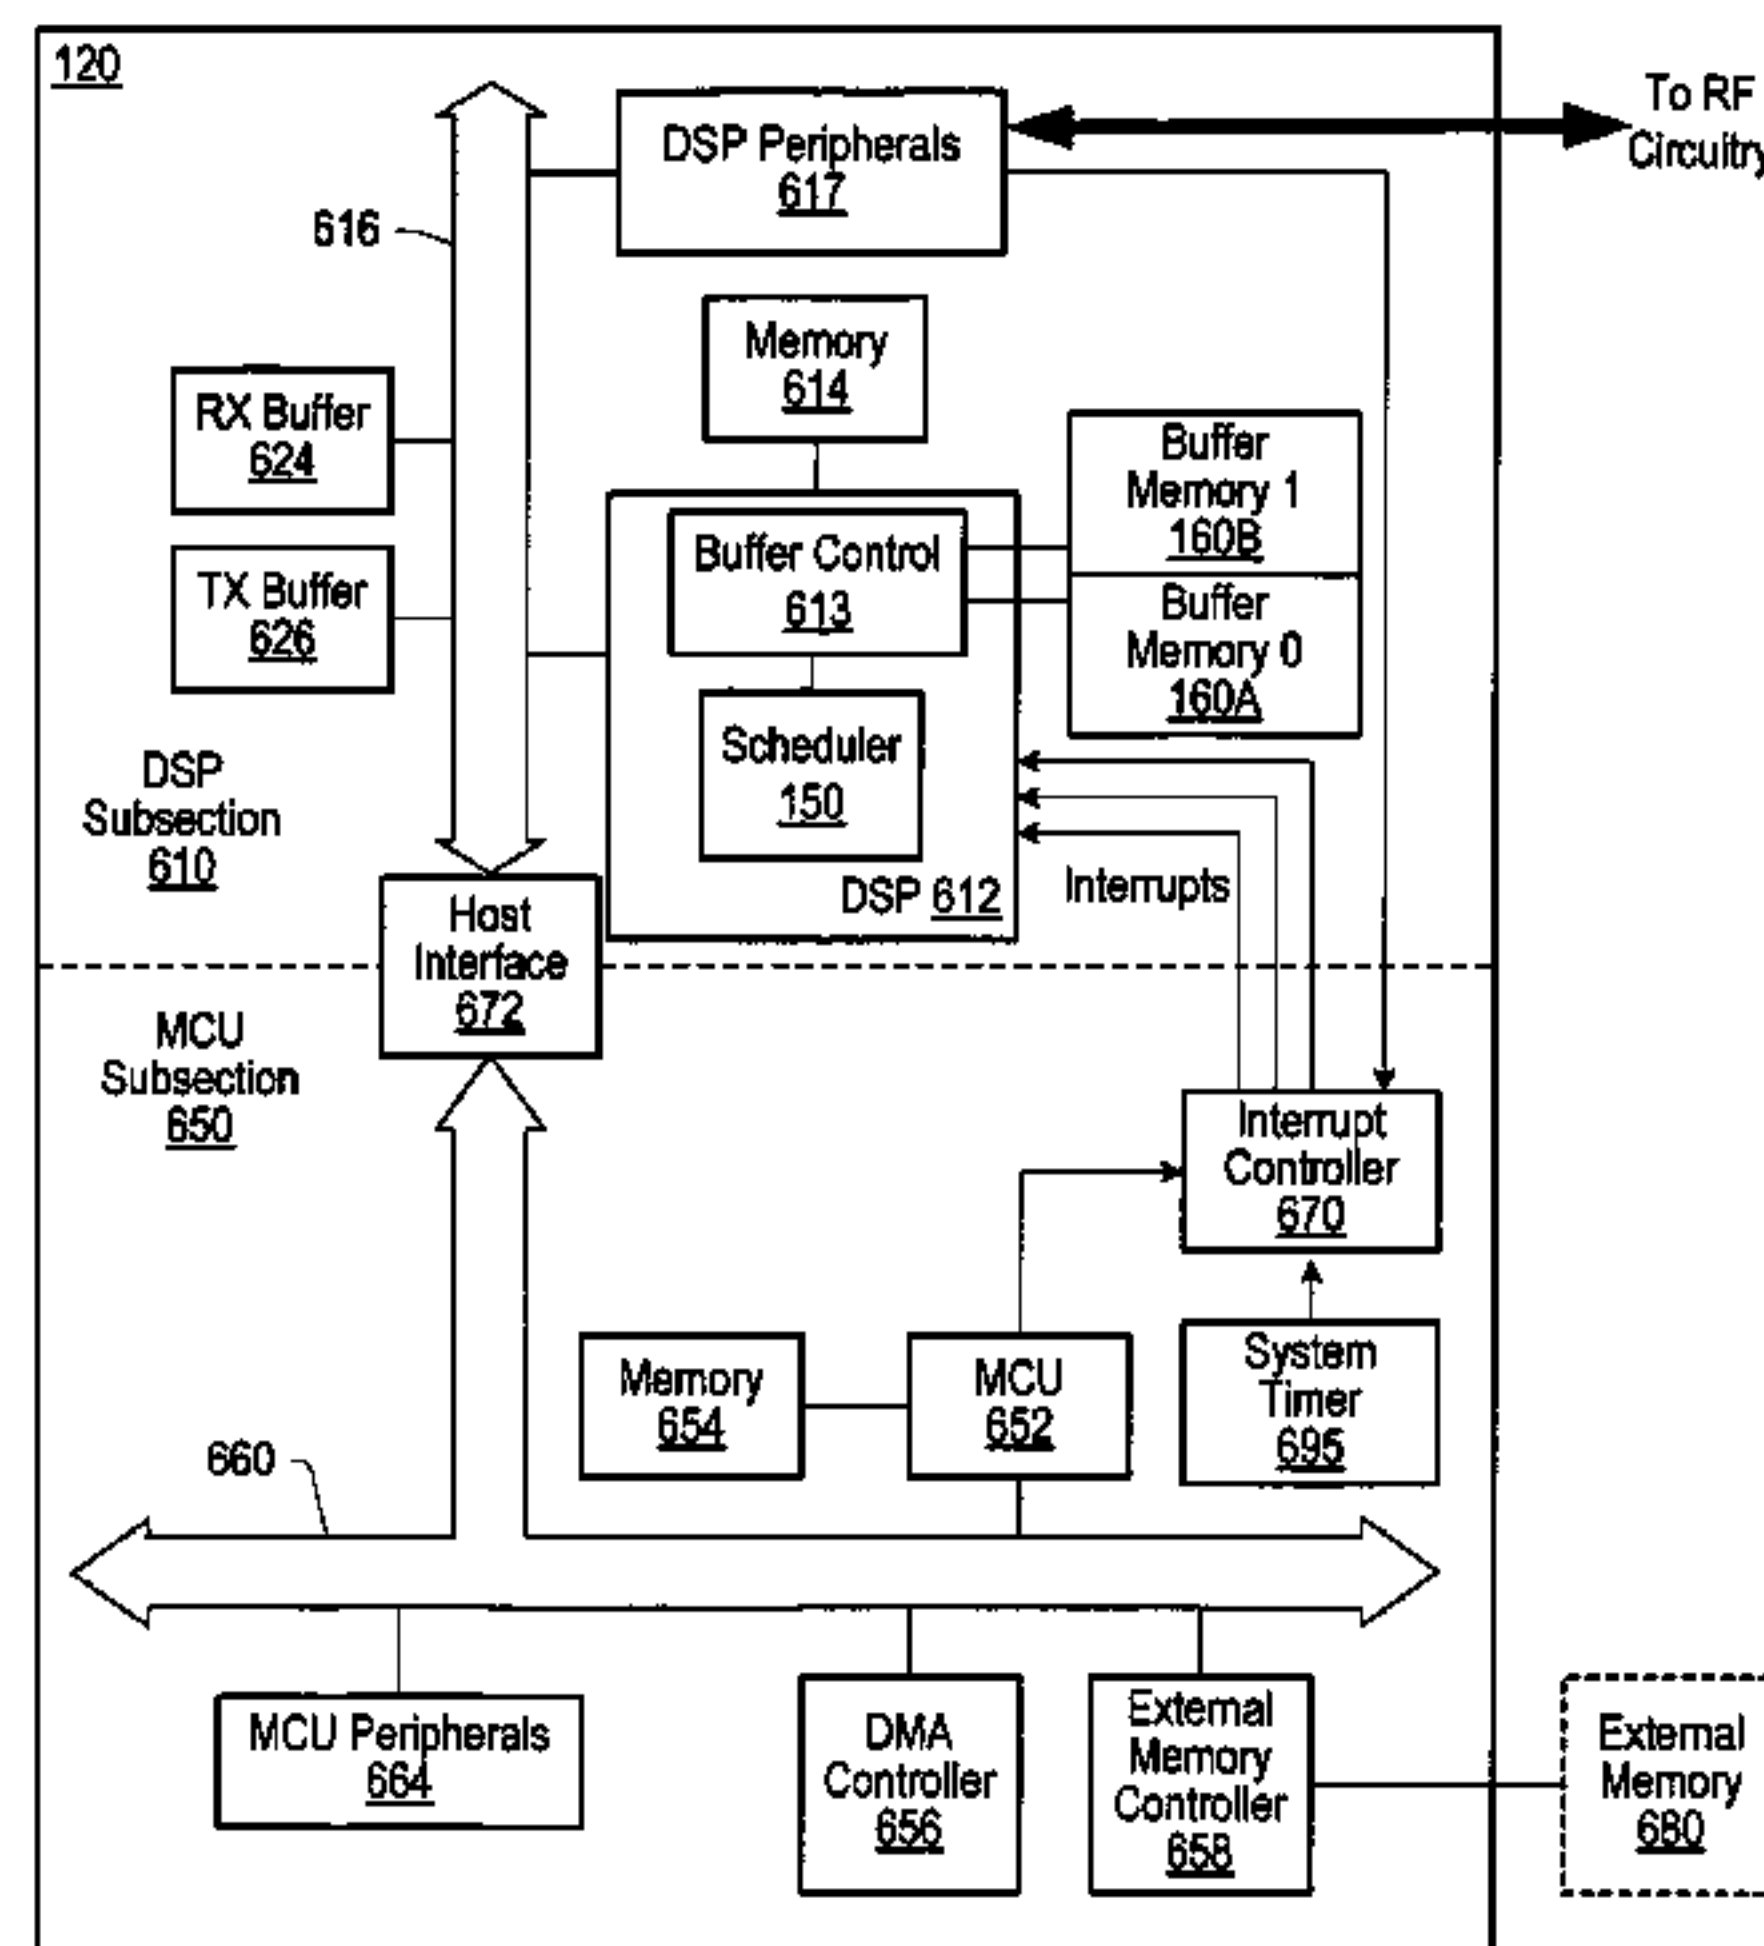 120
To RF
Circuitry
DSP Peripherals
617
616
Memory
614
RX Buffer
624
Buffer
Memory 1
160B
Buffer Control
613
TX Buffer
626
Buffer
Memory 0
160A
Scheduler
150
DSP
Subsection
610
Interrupts
DSP 612
Host
Interface
672
MCU
Subsection
650
Interrupt
Controller
670
System
Timer
695
Memory
654
MCU
652
660
MCU Peripherals
664
DMA
Controller
656
External
Memory
Controller
658
External
Memory
680